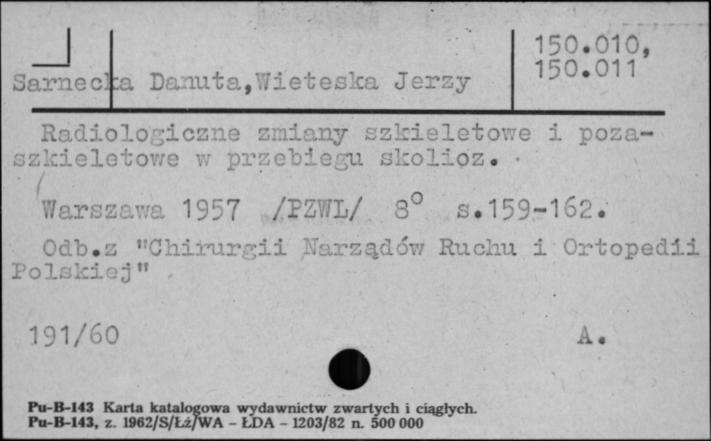 150.010,
Sarnecka Danuta,Wieteska Jerzy 150.011
Radiologiczne zmiany szkieletowe i poza-
szkieletowe w przebiegu skolioz.
Warszawa 1957 /PZWL/ 8° s.159-162.
Odb.z "Chirurgii Narządów Ruchu i Ortopedii
Polskiej"
191/60 A.
Pu-B-143 Karta katalogowa wydawnictw zwartych i ciągłych.
Pu-B-143, z. 1962/S/Łż/WA - ŁDA - 1203/82 n. 500 000